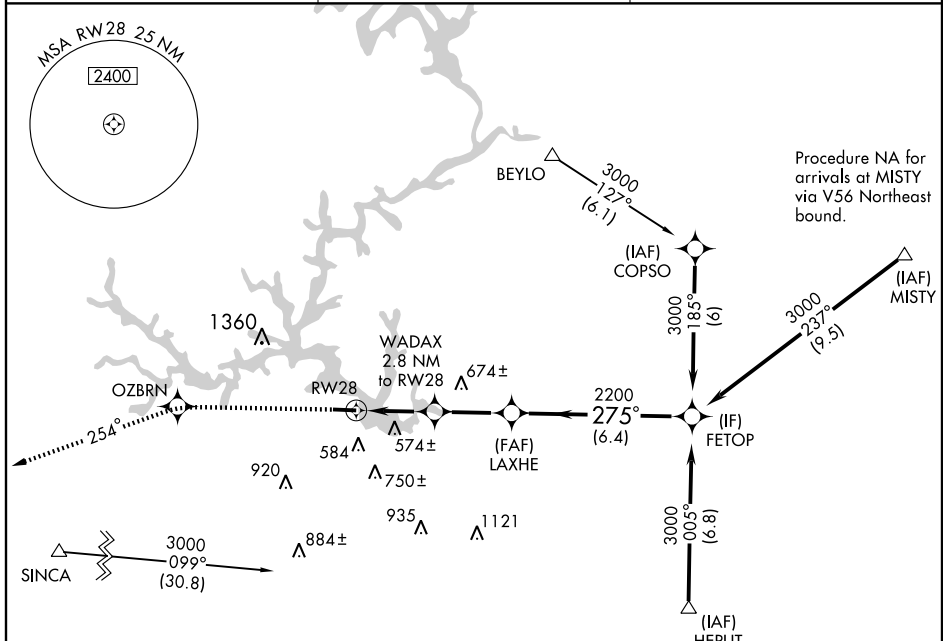 MSA RW28 25 NM
2400
BEYLO
3000
127°
(6.1)
Procedure NA for
arrivals at MISTY
via V56 Northeast
bound.
(IAF)
COPSO
(IAF)
MISTY
3000
185°
(6)
3000
237°
(9.5)
1360
WADAX
2.8 NM
to RW28
674±
OZBRN
RW28
2200
275°
(6.4)
(IF)
FETOP
254°
584
574±
(FAF)
LAXHE
920
750±
935
1121
884±
3000
005°
(6.8)
SINCA
3000
099°
(30.8)
(IAF)